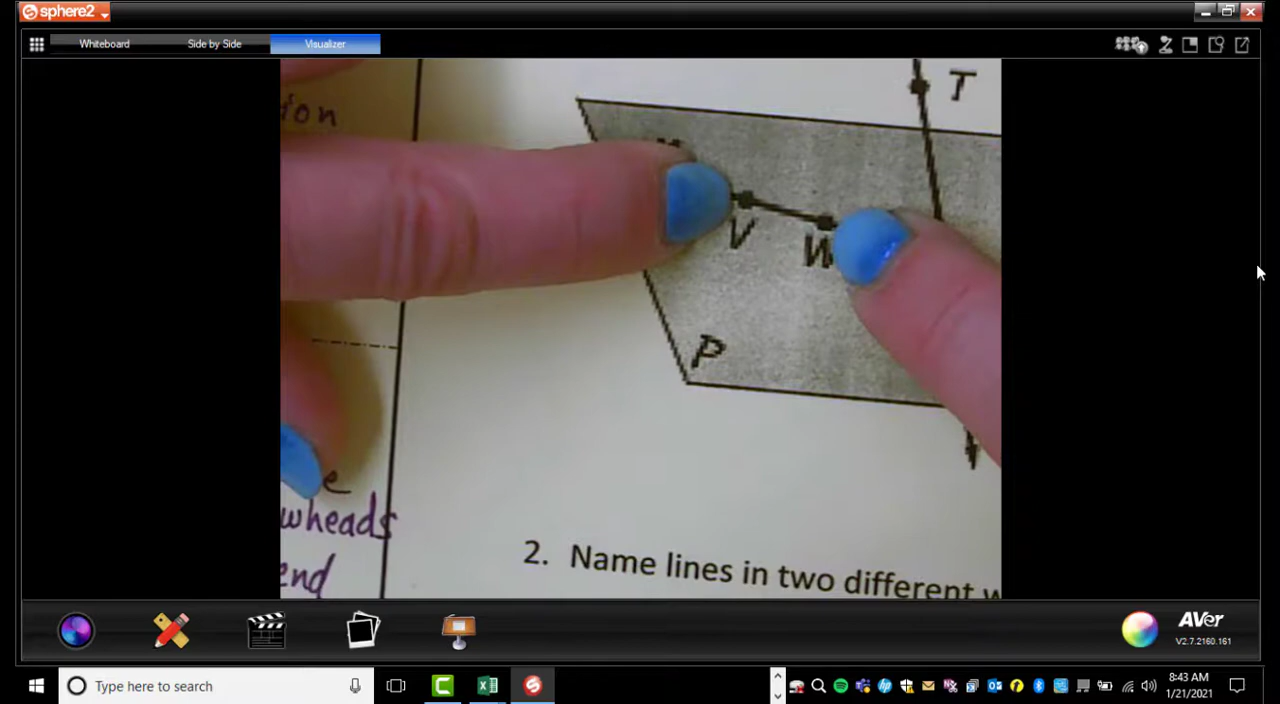 sphere2
Whiteboard
Side by Side
Visualizer
T
V
W
P
e
wheads
end
2. Name lines in two different w
AVer
V2.7.2160.161
Type here to search
8:43 AM
1/21/2021